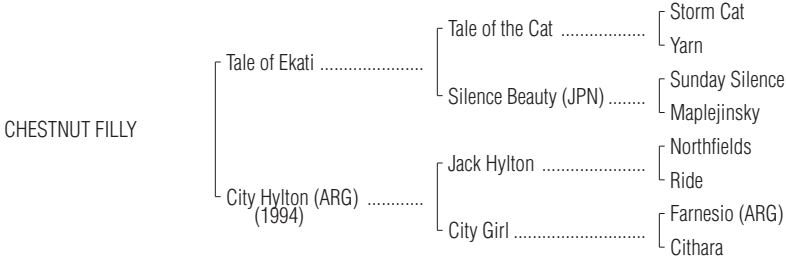 Storm Cat
Tale of the Cat ..................
Yarn
Tale of Ekati ......................
Sunday Silence
Silence Beauty (JPN) ........
Maplejinsky
CHESTNUT FILLY
Northfields
Jack Hylton ......................
Ride
City Hylton (ARG) ............
(1994)
Farnesio (ARG)
City Girl ............................
Cithara